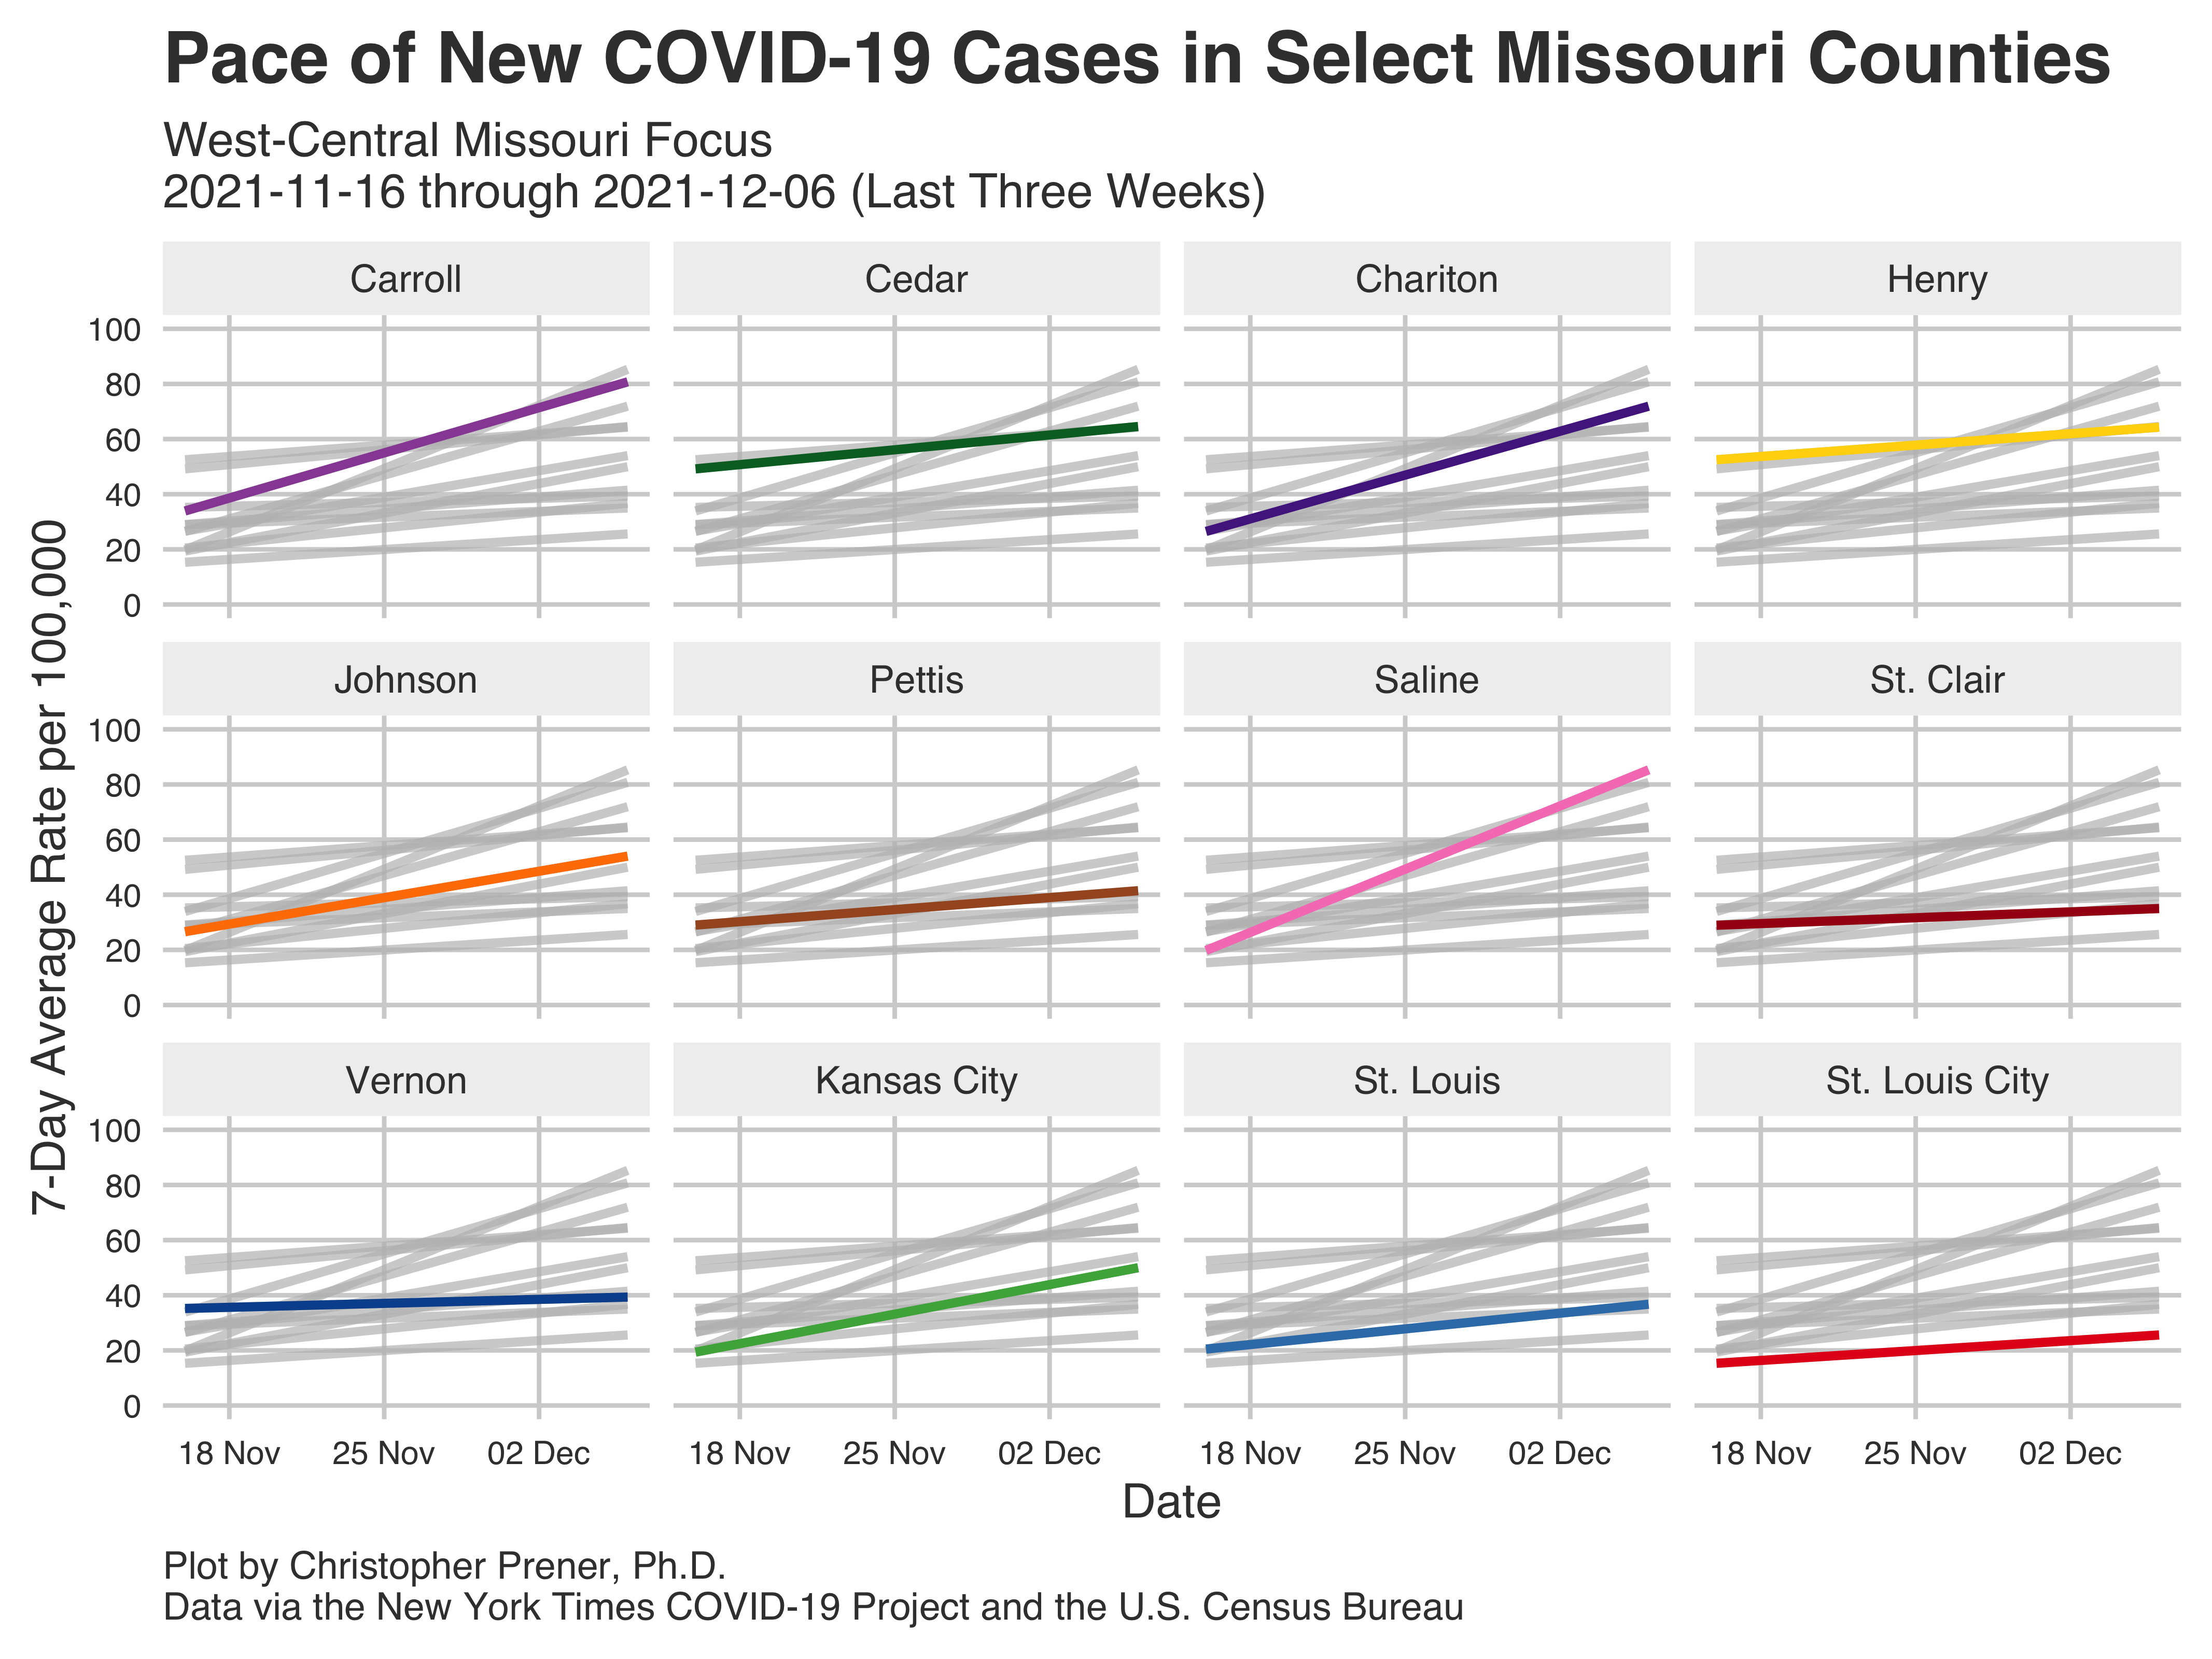 Pace of New COVID-19 Cases in Select Missouri Counties
West-Central Missouri Focus
2021-11-16 through 2021-12-06 (Last Three Weeks)
7-Day Average Rate per 100,000
Carroll
Cedar
Chariton
Henry
100
80
60
40
20
0
Johnson
Pettis
Saline
St. Clair
100
80
60
40
20
0
Vernon
Kansas City
St. Louis
St. Louis City
100
80
60
40
20
0
18 Nov 25 Nov 02 Dec
18 Nov 25 Nov 02 Dec
18 Nov 25 Nov 02 Dec
18 Nov 25 Nov 02 Dec
Date
Plot by Christopher Prener, Ph.D.
Data via the New York Times COVID-19 Project and the U.S. Census Bureau